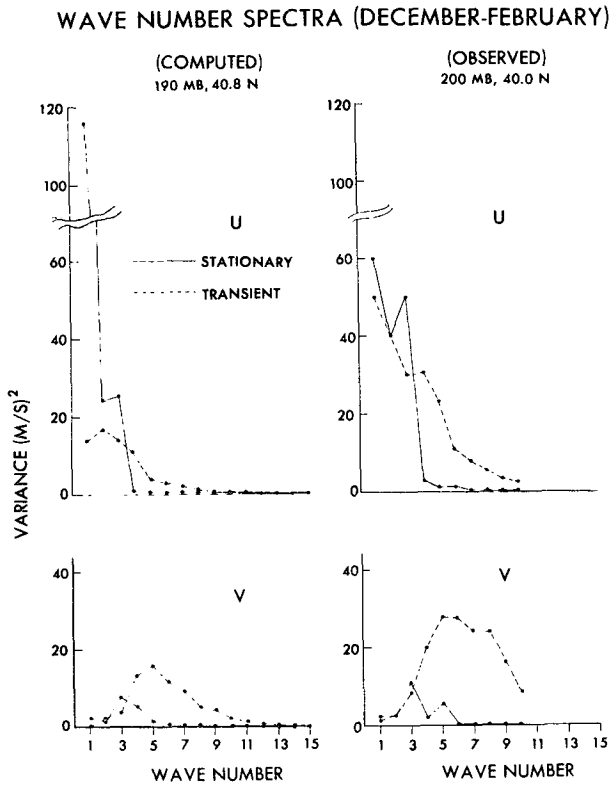 WAVE NUMBER SPECTRA (DECEMBER-FEBRUARY)
(COMPUTED)
190 MB, 40.8 N
(OBSERVED)
200 MB, 40.0 N
120
100
60
40
20
0
U
STATIONARY
TRANSIENT
120
100
60
40
20
0
U
VARIANCE (M/S)2
40
20
0
V
1 3 5 7 9 11 13 15
WAVE NUMBER
40
20
0
V
1 3 5 7 9 11 13 15
WAVE NUMBER